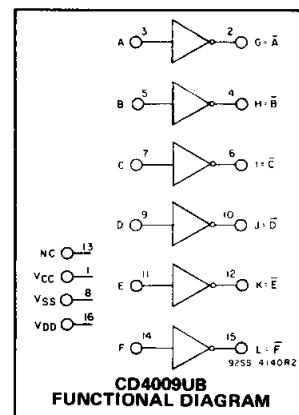 A 3 2 G=A̅
B 5 4 H=B̅
C 7 6 I=C̅
D 9 10 J=D̅
NC 13
VCC 1
E 11 12 K=E̅
VSS 8
VDD 16
F 14 15 L=F̅
92SS 4140R2
CD4009UB
FUNCTIONAL DIAGRAM